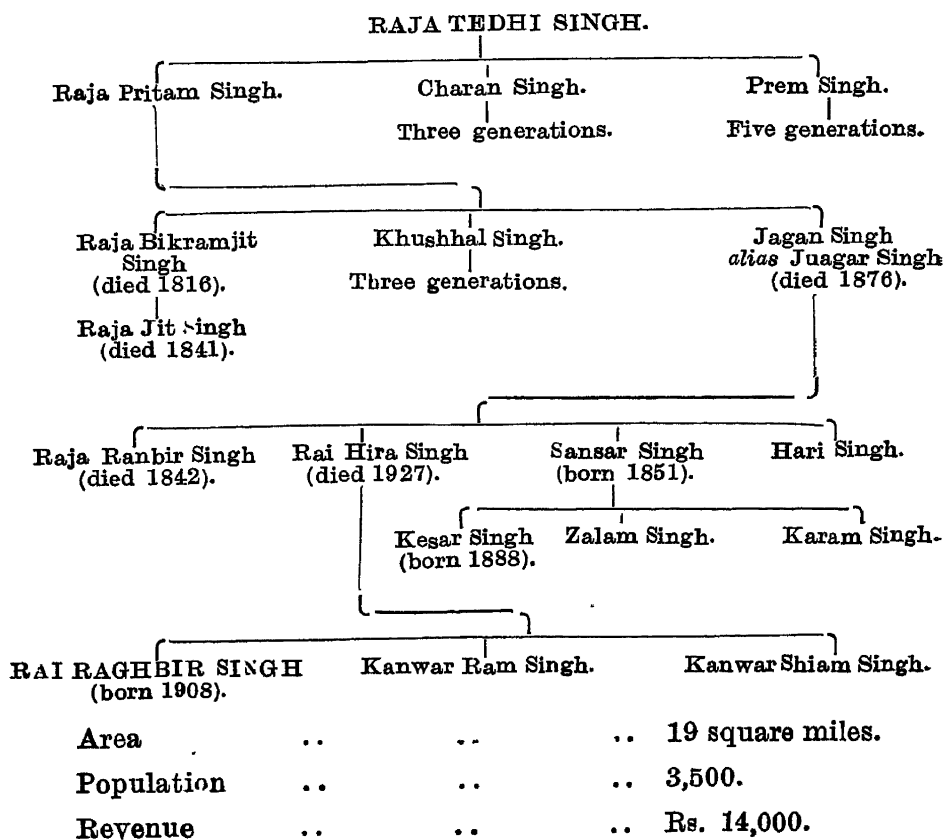 RAJA TEDHI SINGH.
Raja Pritam Singh. Charan Singh. Prem Singh.
Three generations. Five generations.
Raja Bikramjit Singh (died 1816). Khushhal Singh. Jagan Singh
alias Juagar Singh
(died 1876).
Three generations.
Raja Jit Singh
(died 1841).
Raja Ranbir Singh Rai Hira Singh Sansar Singh Hari Singh.
(died 1842). (died 1927). (born 1851).
Kesar Singh Zalam Singh. Karam Singh.
(born 1888).
RAI RAGHBIR SINGH Kanwar Ram Singh. Kanwar Shiam Singh.
(born 1908).
Area .. .. .. 19 square miles.
Population .. .. .. 3,500.
Revenue .. .. .. Rs. 14,000.